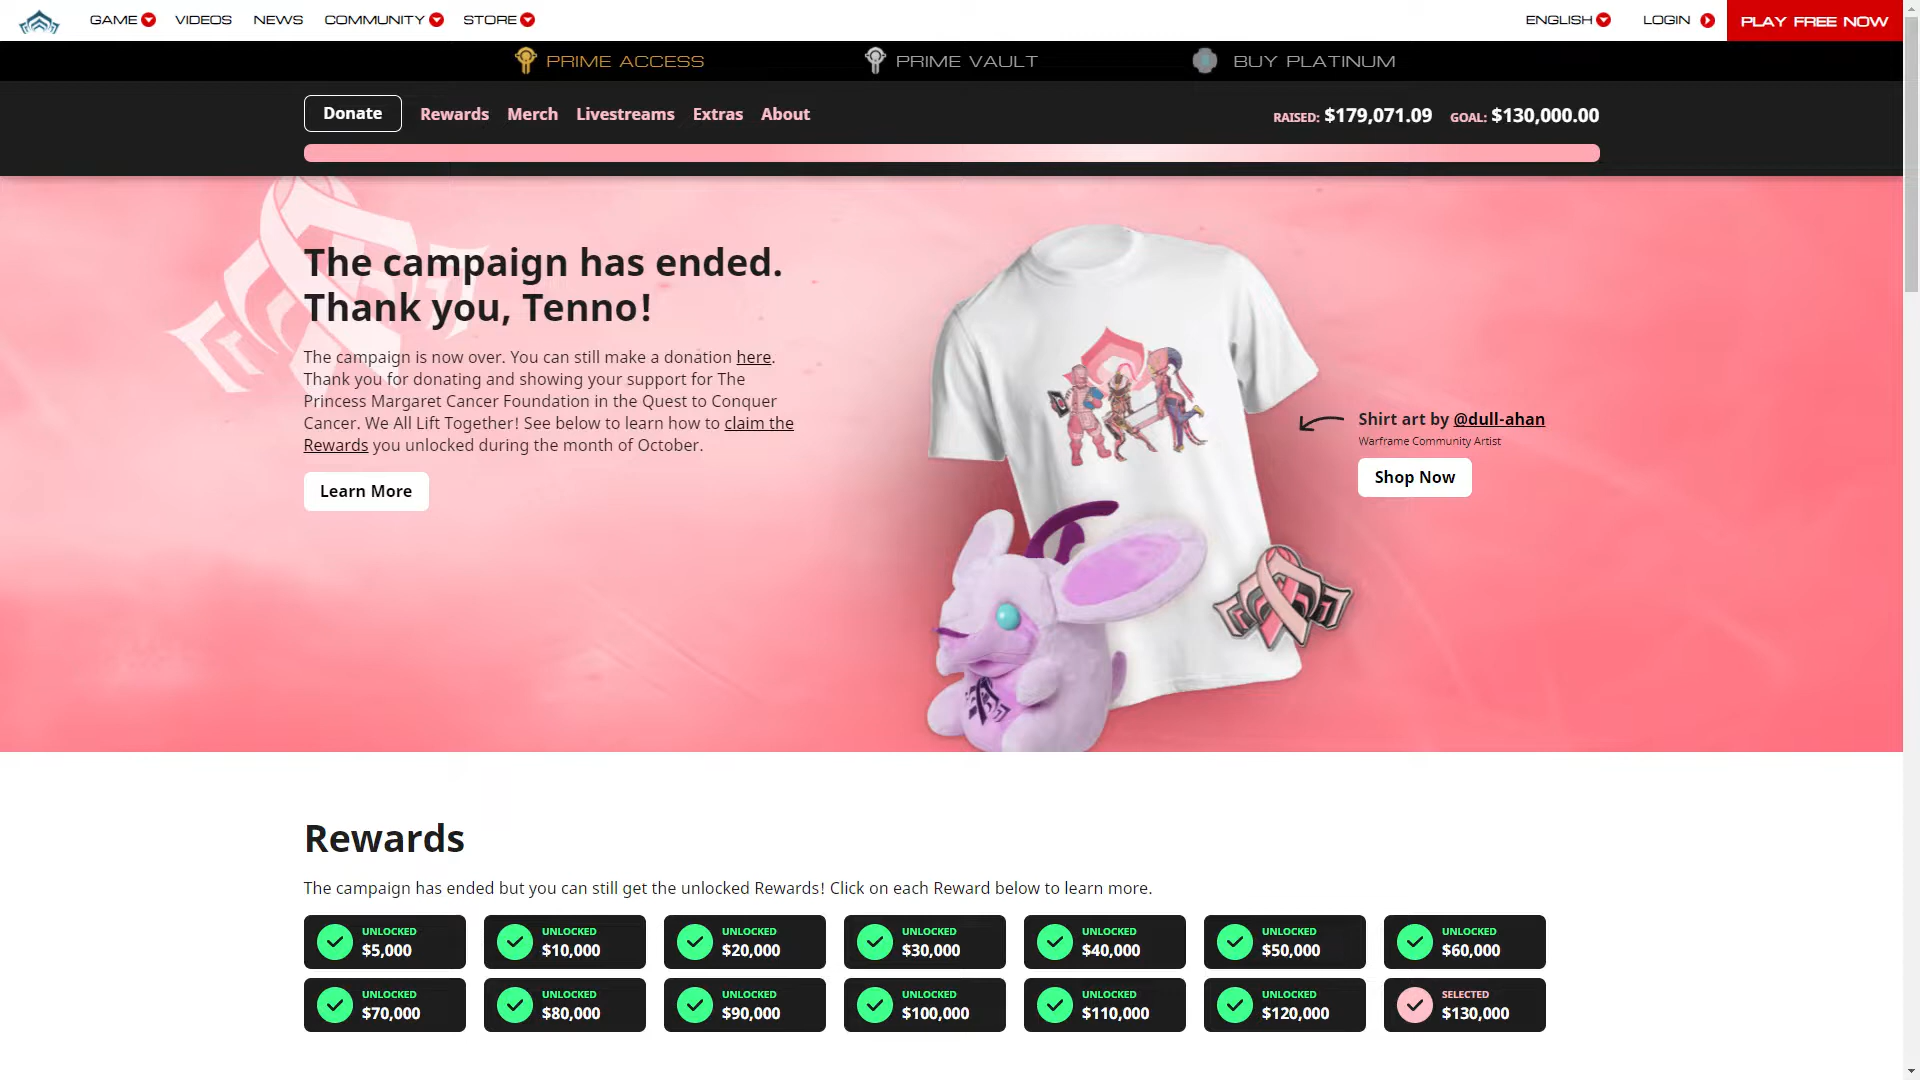 GAME VIDEOS NEWS COMMUNITY STORE ENGLISH LOGIN PLAY FREE NOW
PRIME ACCESS PRIME VAULT BUY PLATINUM
Donate Rewards Merch Livestreams Extras About RAISED: $179,071.09 GOAL: $130,000.00
The campaign has ended.
Thank you, Tenno!
The campaign is now over. You can still make a donation here.
Thank you for donating and showing your support for The
Princess Margaret Cancer Foundation in the Quest to Conquer
Cancer. We All Lift Together! See below to learn how to claim the
Rewards you unlocked during the month of October.
Learn More
Shirt art by @dull-ahan
Warframe Community Artist
Shop Now
Rewards
The campaign has ended but you can still get the unlocked Rewards! Click on each Reward below to learn more.
UNLOCKED UNLOCKED UNLOCKED UNLOCKED UNLOCKED UNLOCKED UNLOCKED
$5,000 $10,000 $20,000 $30,000 $40,000 $50,000 $60,000
UNLOCKED UNLOCKED UNLOCKED UNLOCKED UNLOCKED UNLOCKED SELECTED
$70,000 $80,000 $90,000 $100,000 $110,000 $120,000 $130,000